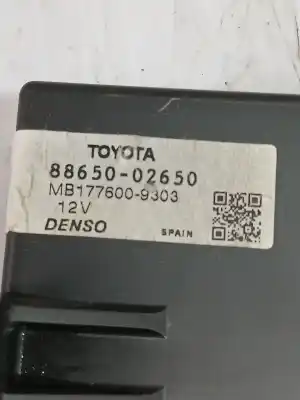 TOYOTA
88650-02650
MB177600-9303
12V
DENSO SPAIN